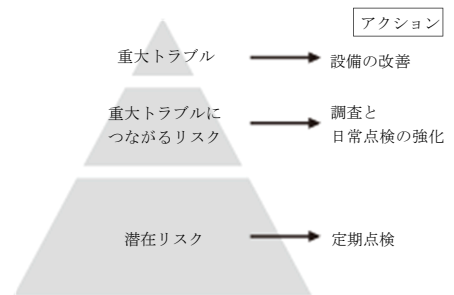 アクション
重大トラブル
設備の改善
重大トラブルに
つながるリスク
調査と
日常点検の強化
潜在リスク
定期点検